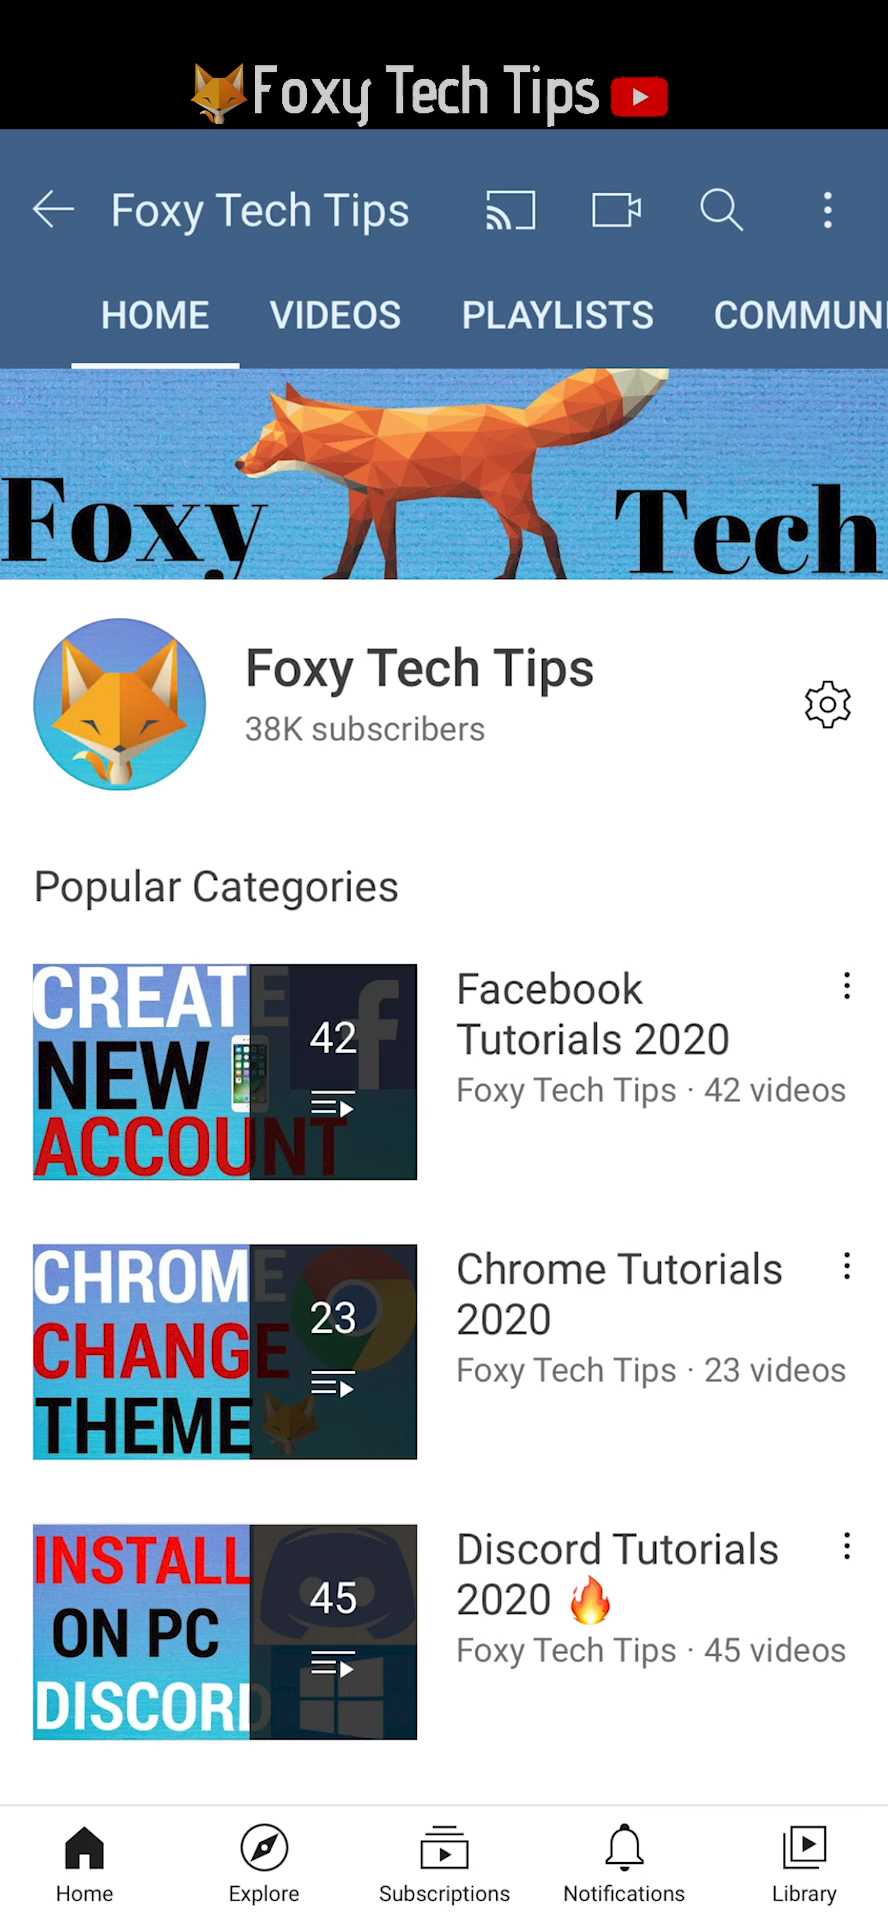 Foxy Tech Tips
Foxy Tech Tips
HOME VIDEOS PLAYLISTS COMMUNI
Foxy Tech
Foxy Tech Tips
38K subscribers
Popular Categories
CREATE
NEW
ACCOUNT
42
Facebook
Tutorials 2020
Foxy Tech Tips · 42 videos
CHROME
CHANGE
THEME
23
Chrome Tutorials
2020
Foxy Tech Tips · 23 videos
INSTALL
ON PC
DISCORD
45
Discord Tutorials
2020 🔥
Foxy Tech Tips · 45 videos
Home Explore Subscriptions Notifications Library